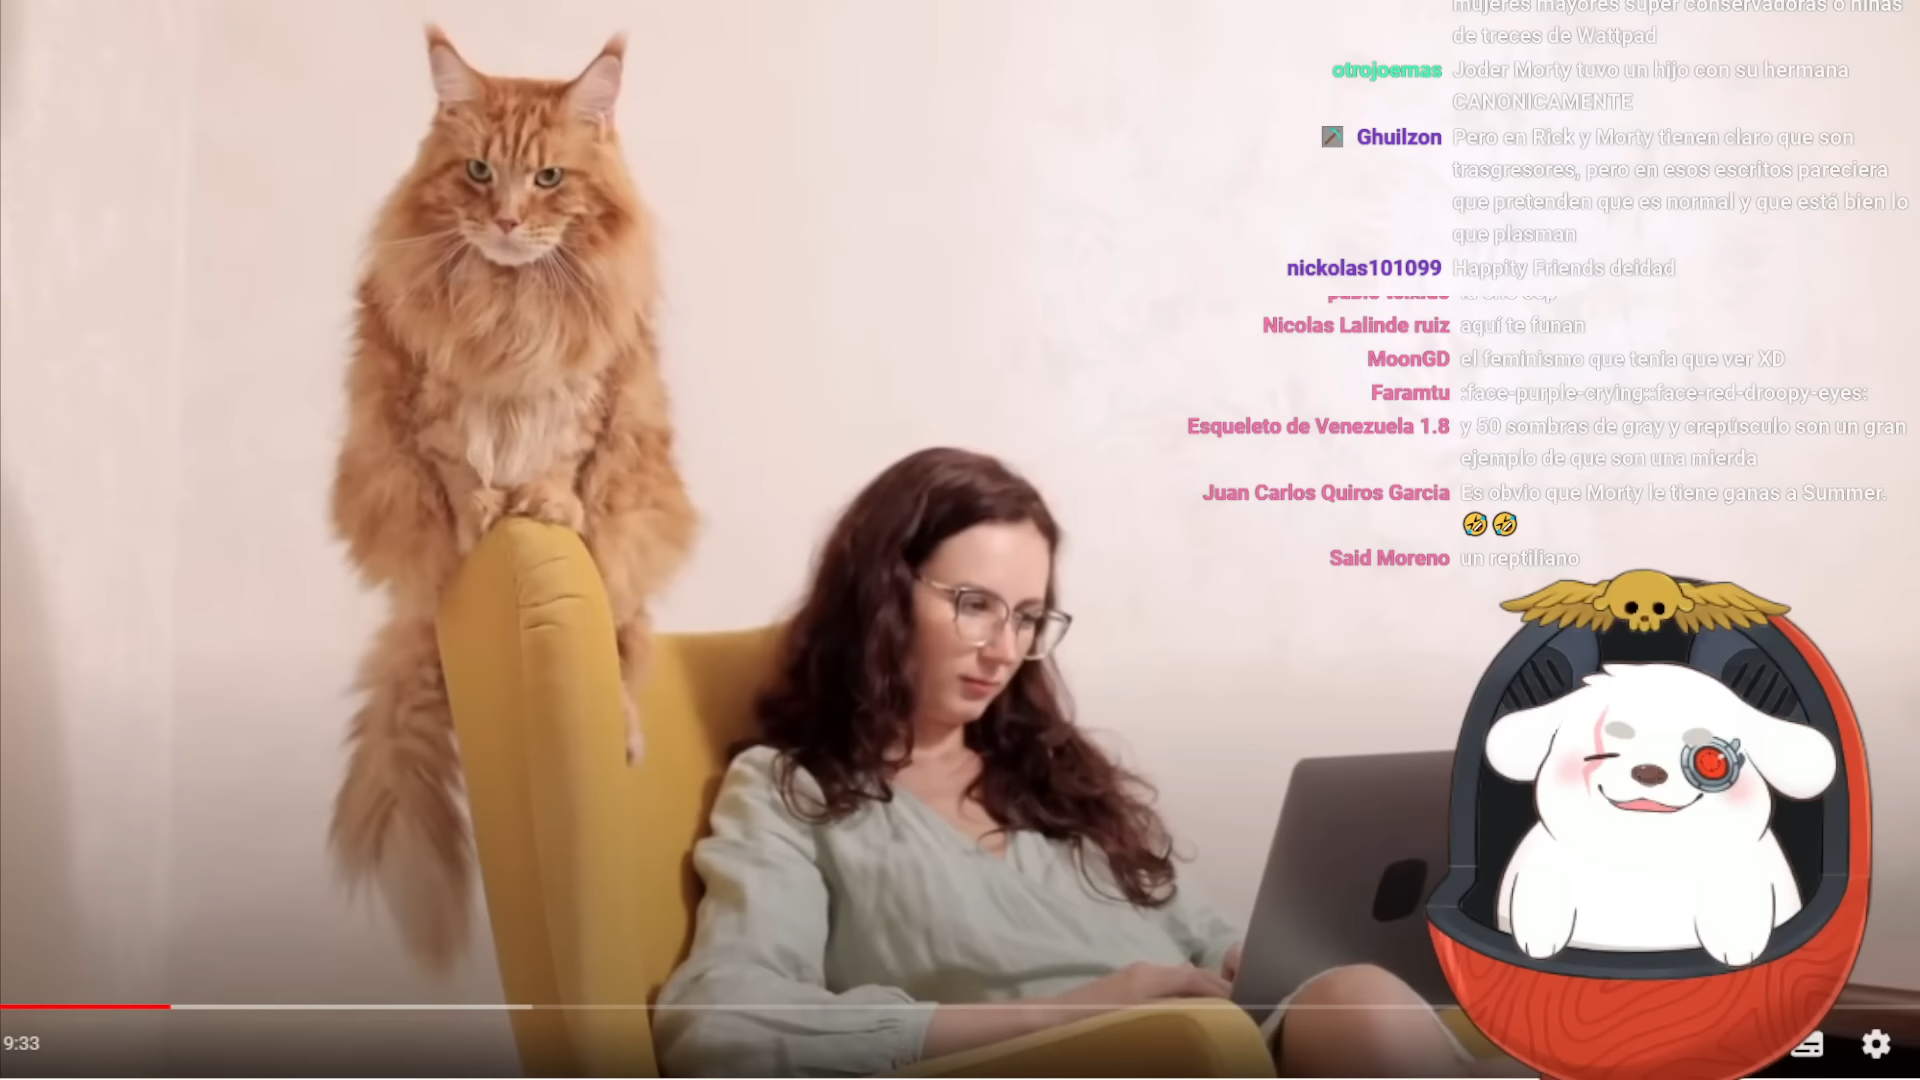 mujeres mayores super conservadoras o niñas
de treces de Wattpad
otrojoemas Joder Morty tuvo un hijo con su hermana
CANONICAMENTE
Ghuilzon Pero en Rick y Morty tienen claro que son
trasgresores, pero en esos escritos pareciera
que pretenden que es normal y que está bien lo
que plasman
nickolas101099 Happity Friends deidad
Nicolas Lalinde ruiz aquí te funan
MoonGD el feminismo que tenia que ver XD
Faramtu :face-purple-crying::face-red-droopy-eyes:
Esqueleto de Venezuela 1.8 y 50 sombras de gray y crepúsculo son un gran
ejemplo de que son una mierda
Juan Carlos Quiros Garcia Es obvio que Morty le tiene ganas a Summer.
🤣🤣
Said Moreno un reptiliano
9:33